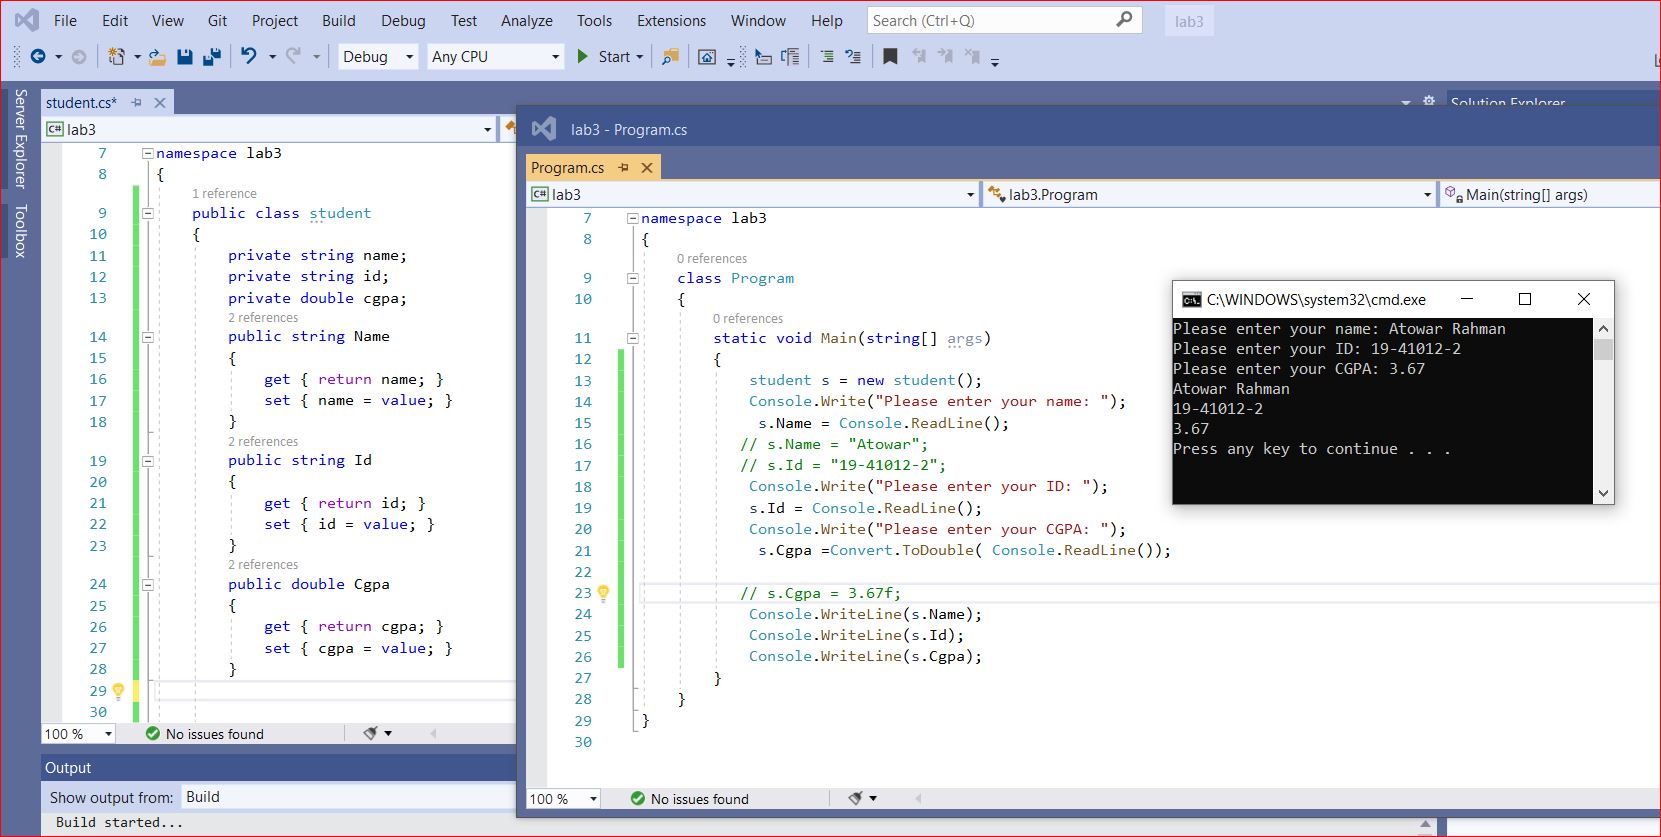 File Edit View Git Project Build Debug Test Analyze Tools Extensions Window Help Search (Ctrl+Q) lab3
Debug Any CPU Start
Server Explorer
Toolbox
student.cs*
C# lab3
7 namespace lab3
8 {
1 reference
9 public class student
10 {
11 private string name;
12 private string id;
13 private double cgpa;
2 references
14 public string Name
15 {
16 get { return name; }
17 set { name = value; }
18 }
2 references
19 public string Id
20 {
21 get { return id; }
22 set { id = value; }
23 }
2 references
24 public double Cgpa
25 {
26 get { return cgpa; }
27 set { cgpa = value; }
28 }
29
30
100 % No issues found
Output
Show output from: Build
Build started...
Solution Explorer
lab3 - Program.cs
Program.cs
C# lab3 lab3.Program Main(string[] args)
7 namespace lab3
8 {
0 references
9 class Program
10 {
0 references
11 static void Main(string[] args)
12 {
13 student s = new student();
14 Console.Write("Please enter your name: ");
15 s.Name = Console.ReadLine();
16 // s.Name = "Atowar";
17 // s.Id = "19-41012-2";
18 Console.Write("Please enter your ID: ");
19 s.Id = Console.ReadLine();
20 Console.Write("Please enter your CGPA: ");
21 s.Cgpa =Convert.ToDouble( Console.ReadLine());
22
23 // s.Cgpa = 3.67f;
24 Console.WriteLine(s.Name);
25 Console.WriteLine(s.Id);
26 Console.WriteLine(s.Cgpa);
27 }
28 }
29 }
30
100 % No issues found
C:\WINDOWS\system32\cmd.exe
Please enter your name: Atowar Rahman
Please enter your ID: 19-41012-2
Please enter your CGPA: 3.67
Atowar Rahman
19-41012-2
3.67
Press any key to continue . . .